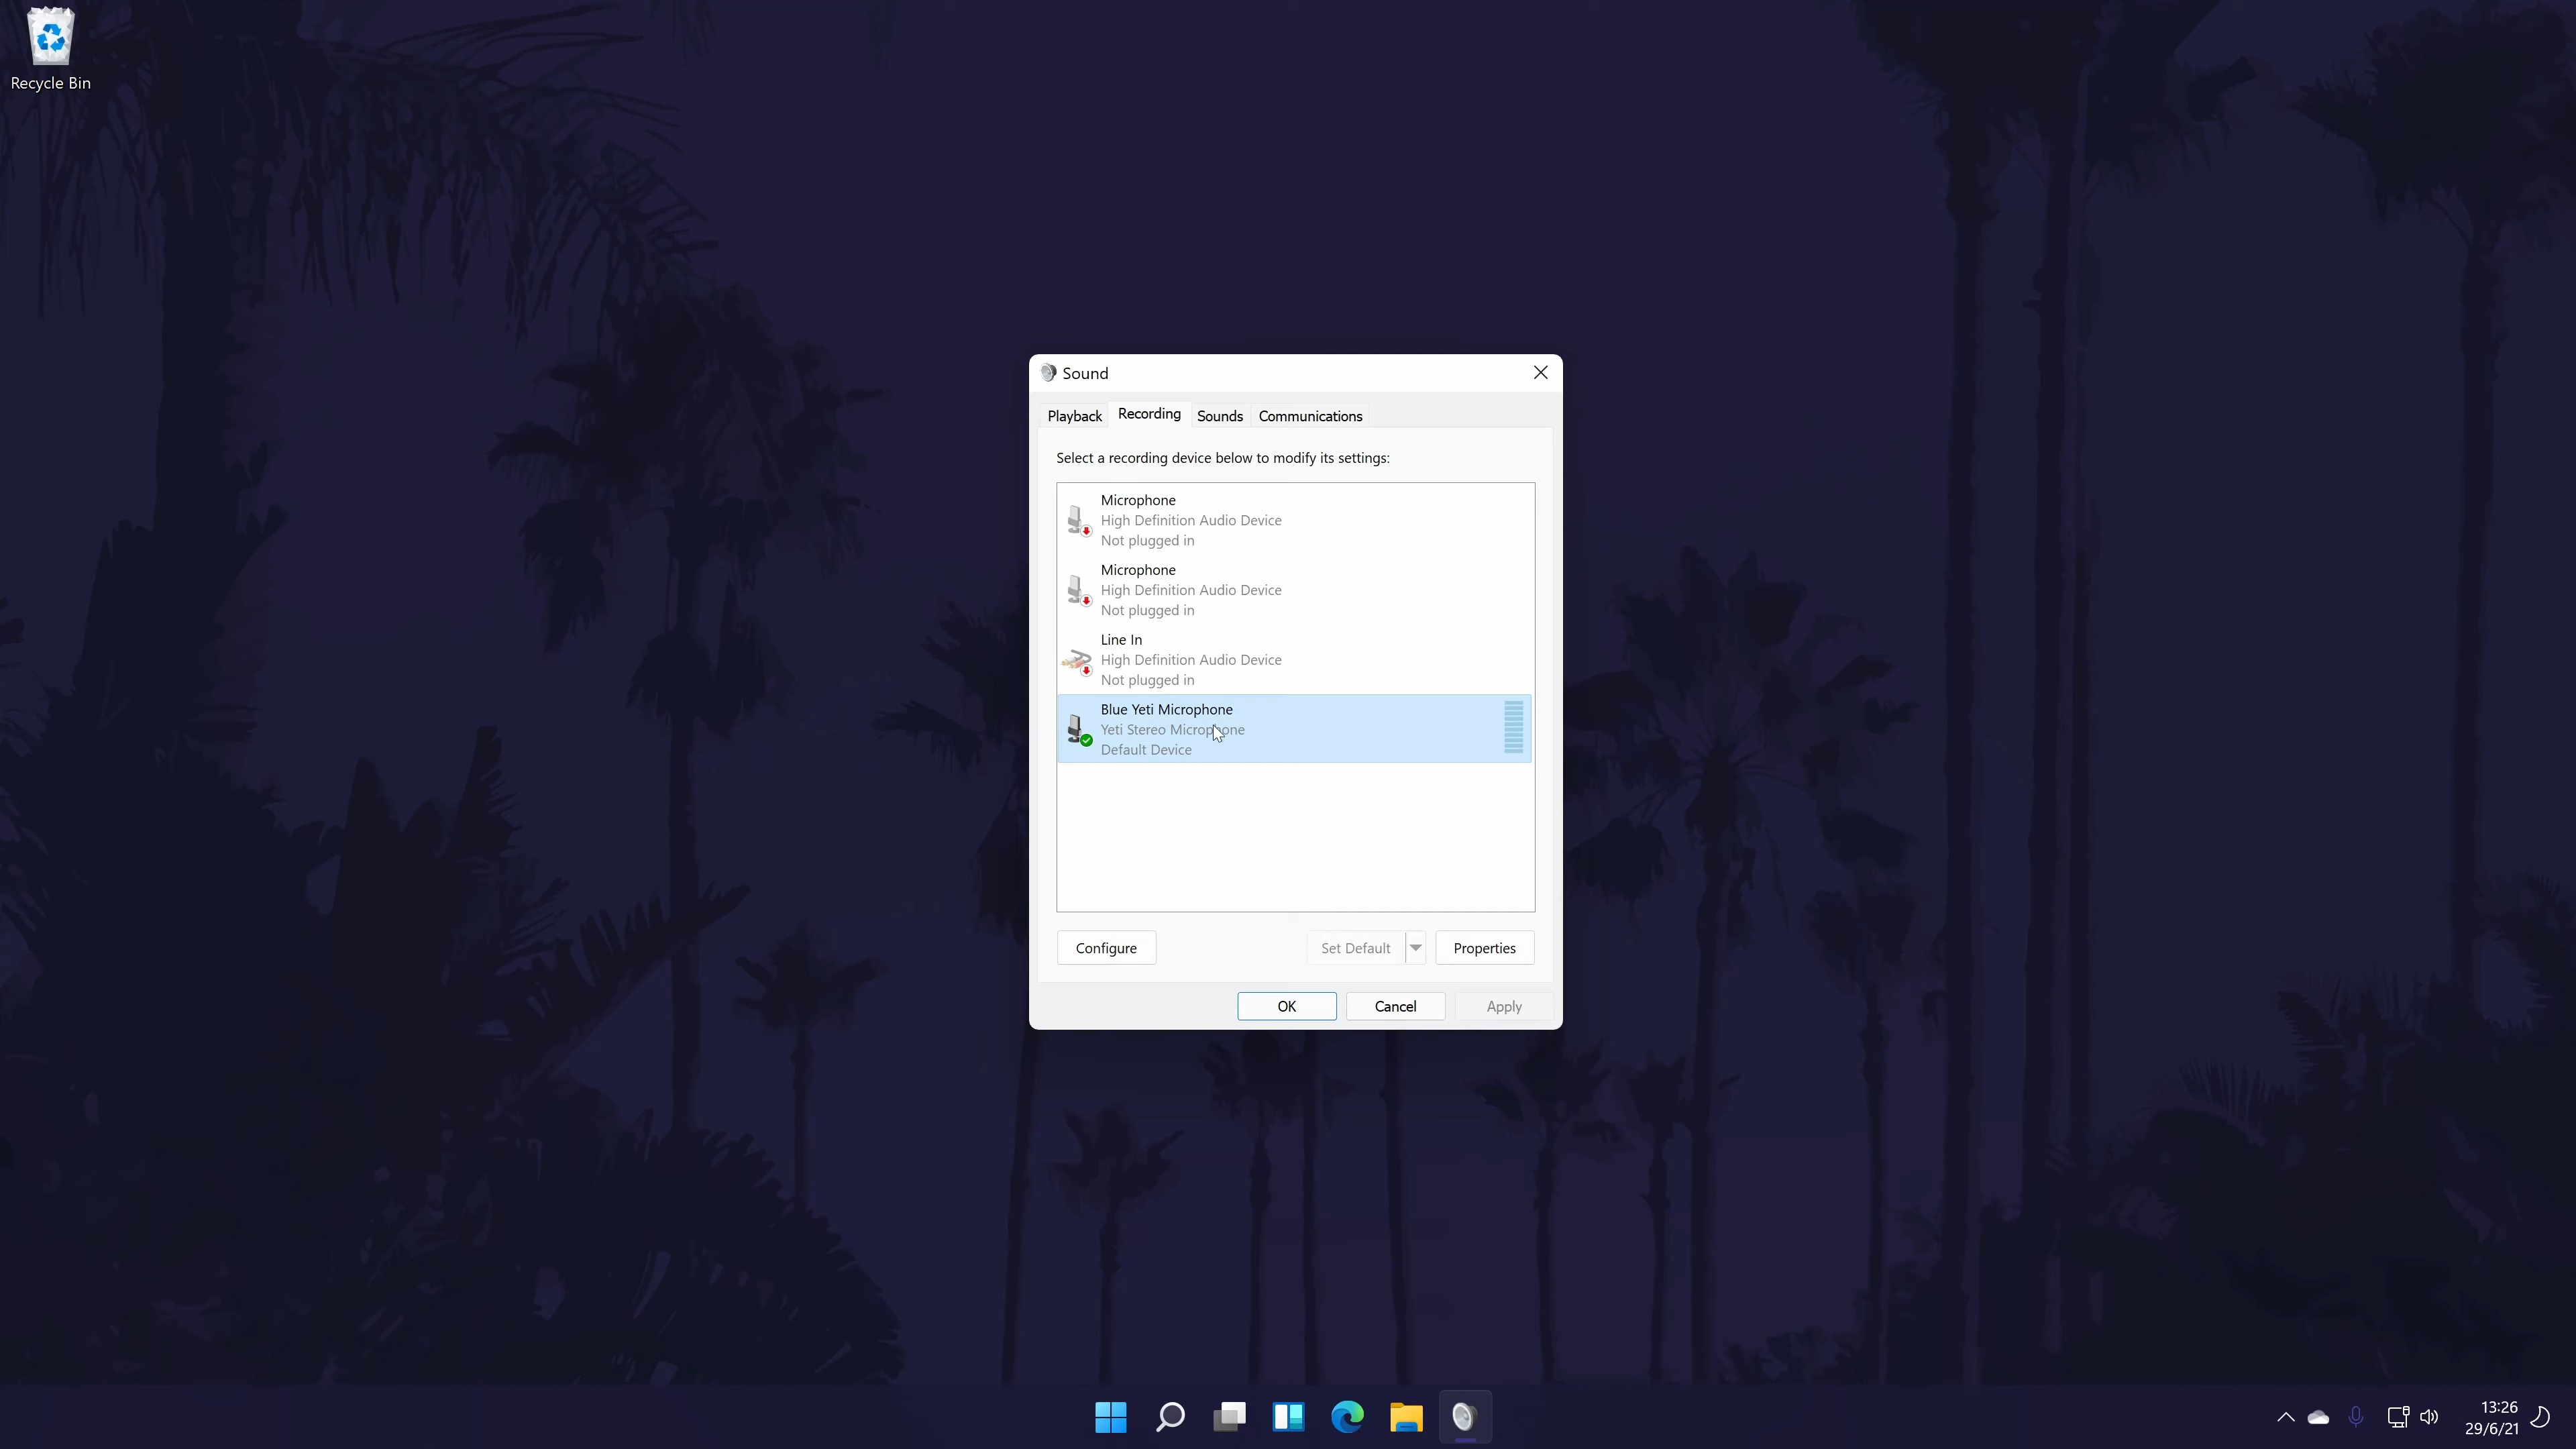 Recycle Bin
Sound
Playback Recording Sounds Communications
Select a recording device below to modify its settings:
Microphone
High Definition Audio Device
Not plugged in
Microphone
High Definition Audio Device
Not plugged in
Line In
High Definition Audio Device
Not plugged in
Blue Yeti Microphone
Yeti Stereo Microphone
Default Device
Configure Set Default Properties
OK Cancel Apply
13:26
29/6/21